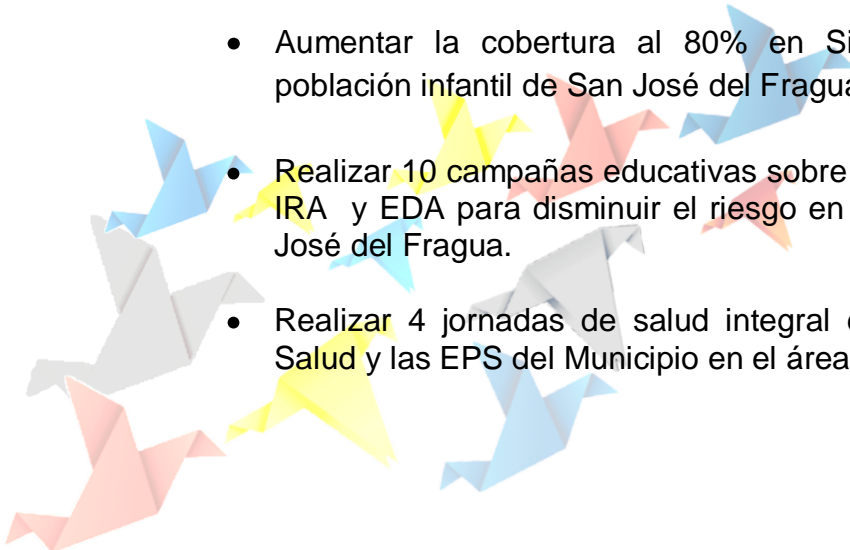 • Aumentar la cobertura al 80% en
población infantil de San José del
• Realizar 10 campañas educativas sobre
IRA y EDA para disminuir el riesgo en
José del Fragua.
• Realizar 4 jornadas de salud integral
Salud y las EPS del Municipio en el área